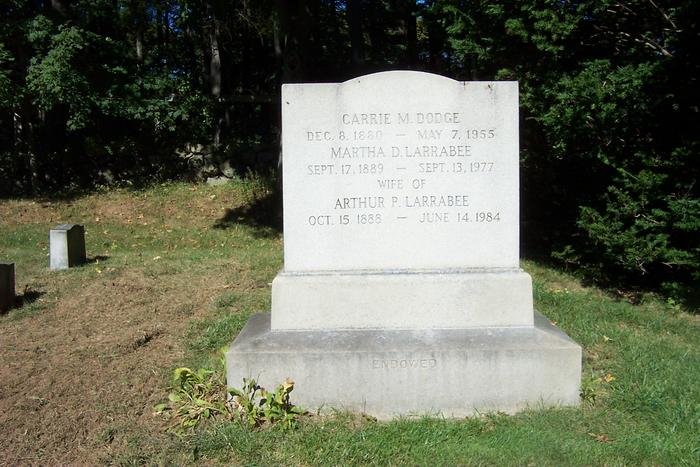 CARRIE M. DODGE
DEC. 8. 1880 — MAY 7, 1955
MARTHA D. LARRABEE
SEPT. 17. 1889 — SEPT. 13, 1977
WIFE OF
ARTHUR P. LARRABEE
OCT. 15 1888 — JUNE 14. 1984
ENDOWED